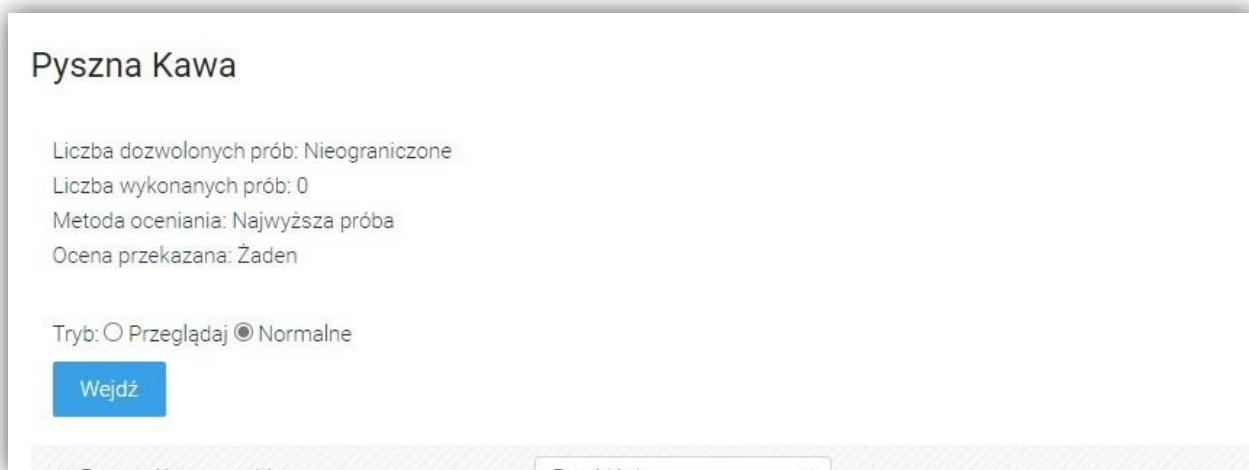 Pyszna Kawa
Liczba dozwolonych prób: Nieograniczone
Liczba wykonanych prób: 0
Metoda oceniania: Najwyższa próba
Ocena przekazana: Żaden
Tryb: Przeglądaj Normalne
Wejdź